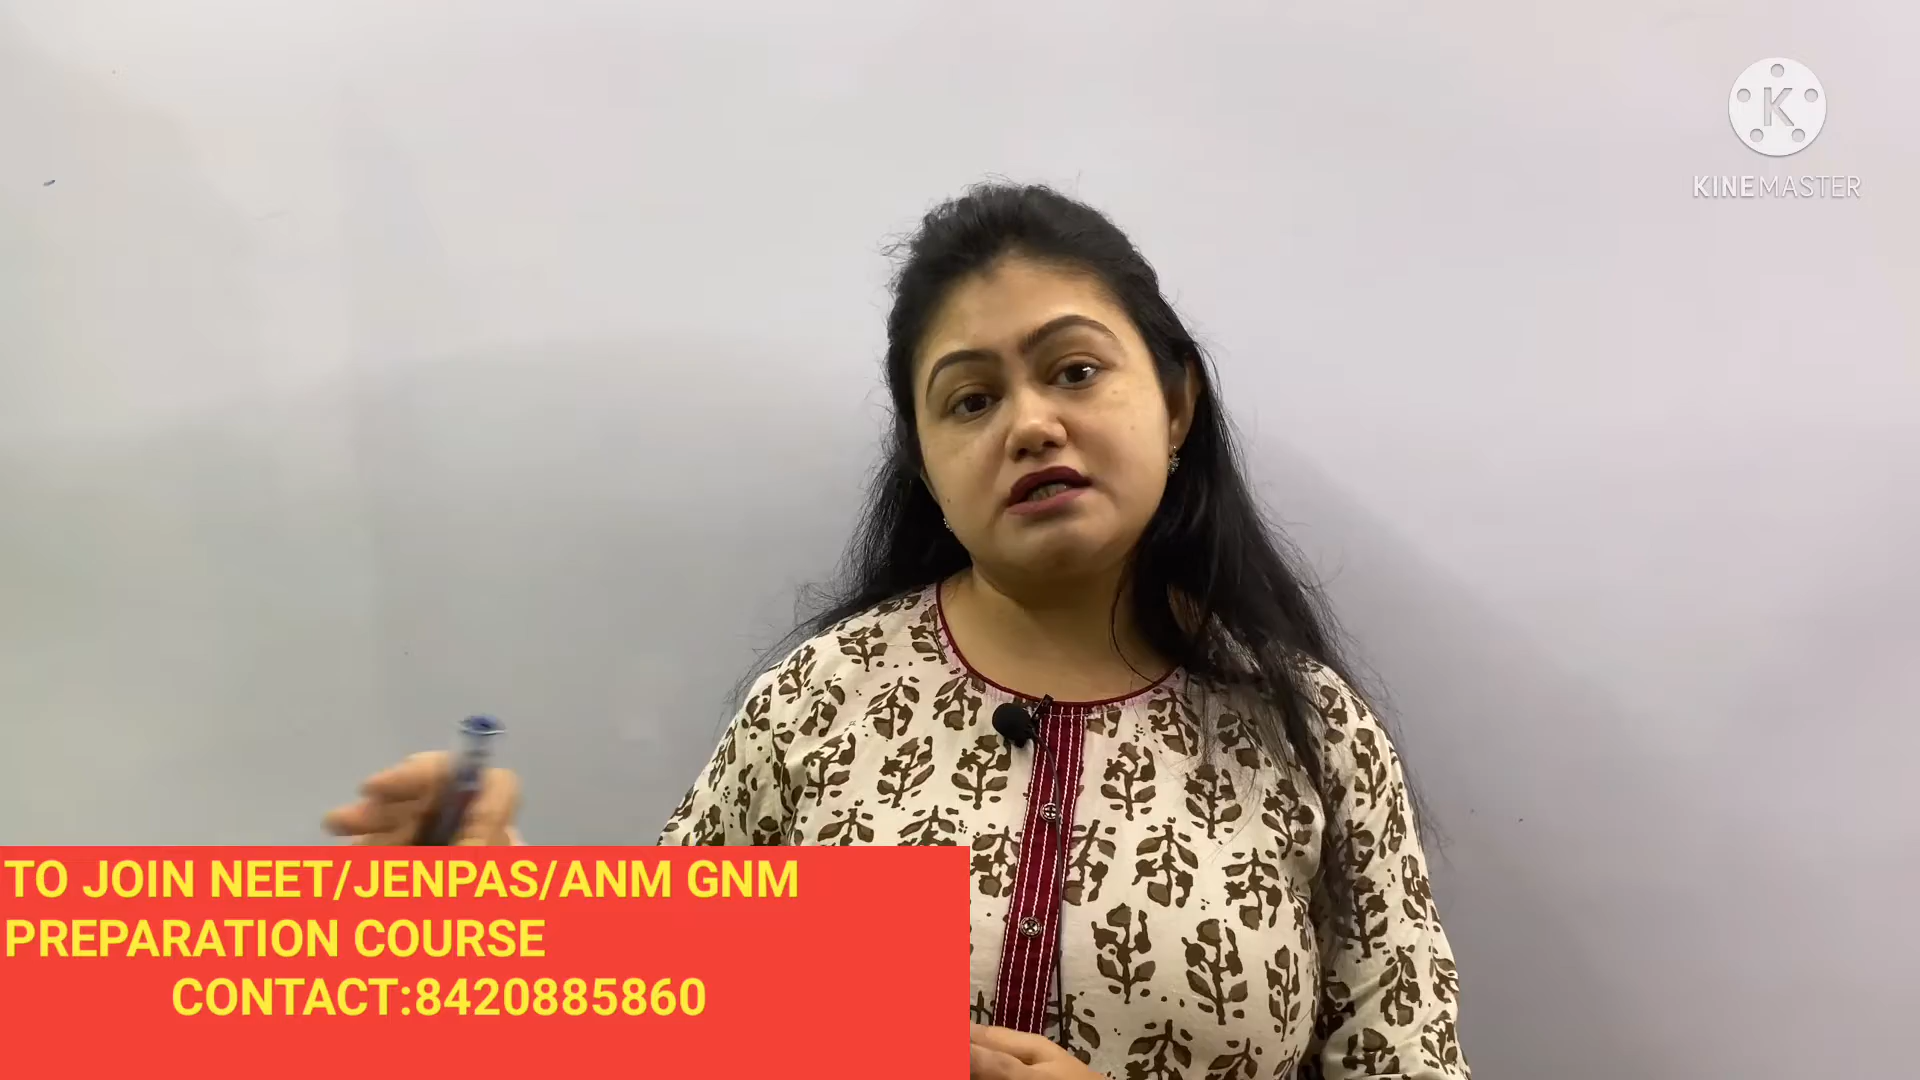 K
KINEMASTER
TO JOIN NEET/JENPAS/ANM GNM
PREPARATION COURSE
CONTACT:8420885860